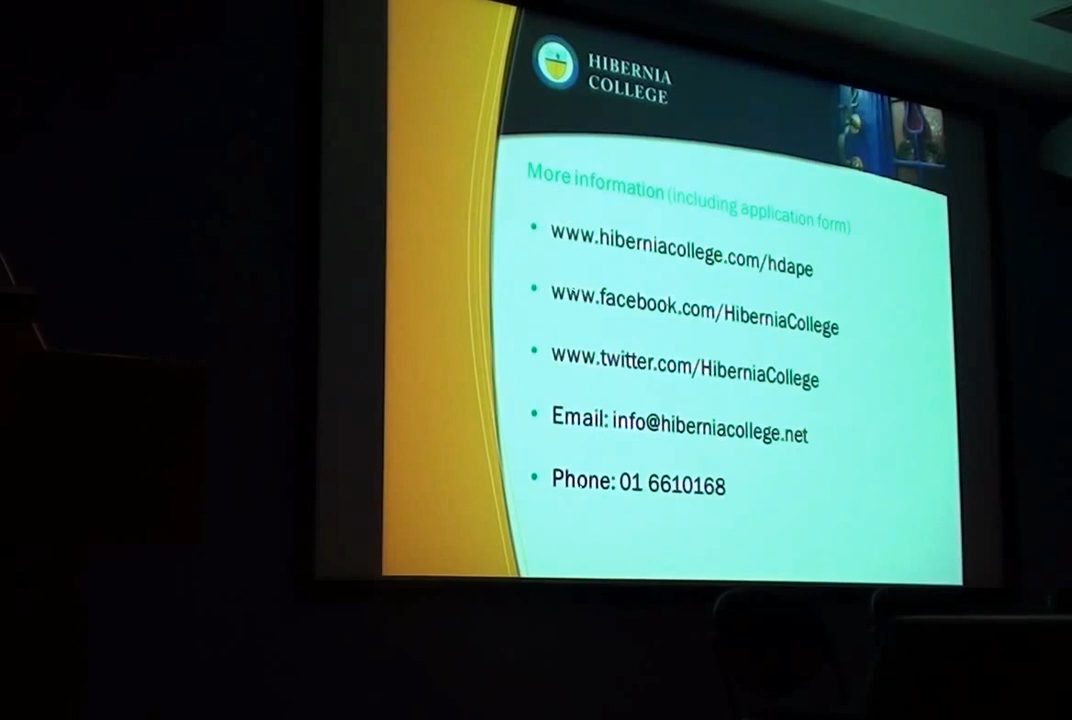 HIBERNIA
COLLEGE
More information (including application form)
• www.hiberniacollege.com/hdape
• www.facebook.com/HiberniaCollege
• www.twitter.com/HiberniaCollege
• Email: info@hiberniacollege.net
• Phone: 01 6610168